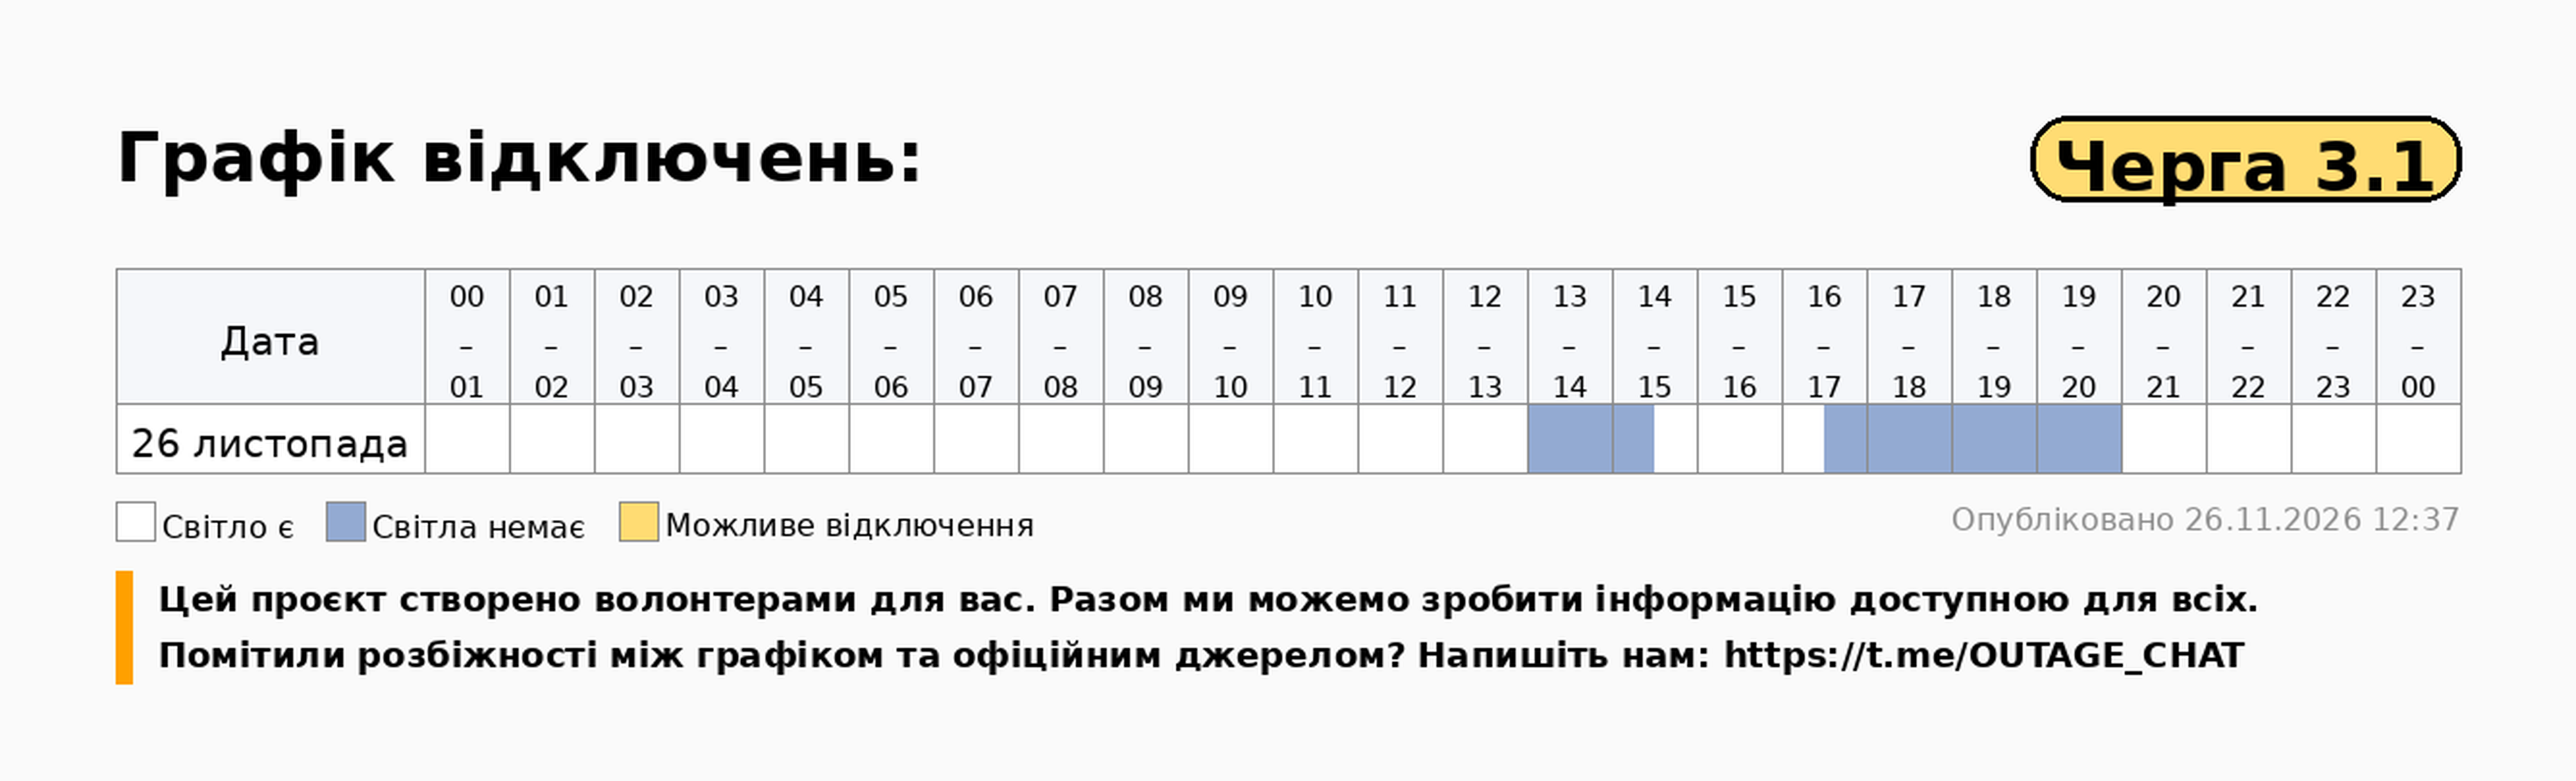 Графік відключень:
Черга 3.1
Дата
00 – 01
01 – 02
02 – 03
03 – 04
04 – 05
05 – 06
06 – 07
07 – 08
08 – 09
09 – 10
10 – 11
11 – 12
12 – 13
13 – 14
14 – 15
15 – 16
16 – 17
17 – 18
18 – 19
19 – 20
20 – 21
21 – 22
22 – 23
23 – 00
26 листопада
Світло є
Світла немає
Можливе відключення
Опубліковано 26.11.2026 12:37
Цей проєкт створено волонтерами для вас. Разом ми можемо зробити інформацію доступною для всіх.
Помітили розбіжності між графіком та офіційним джерелом? Напишіть нам: https://t.me/OUTAGE_CHAT